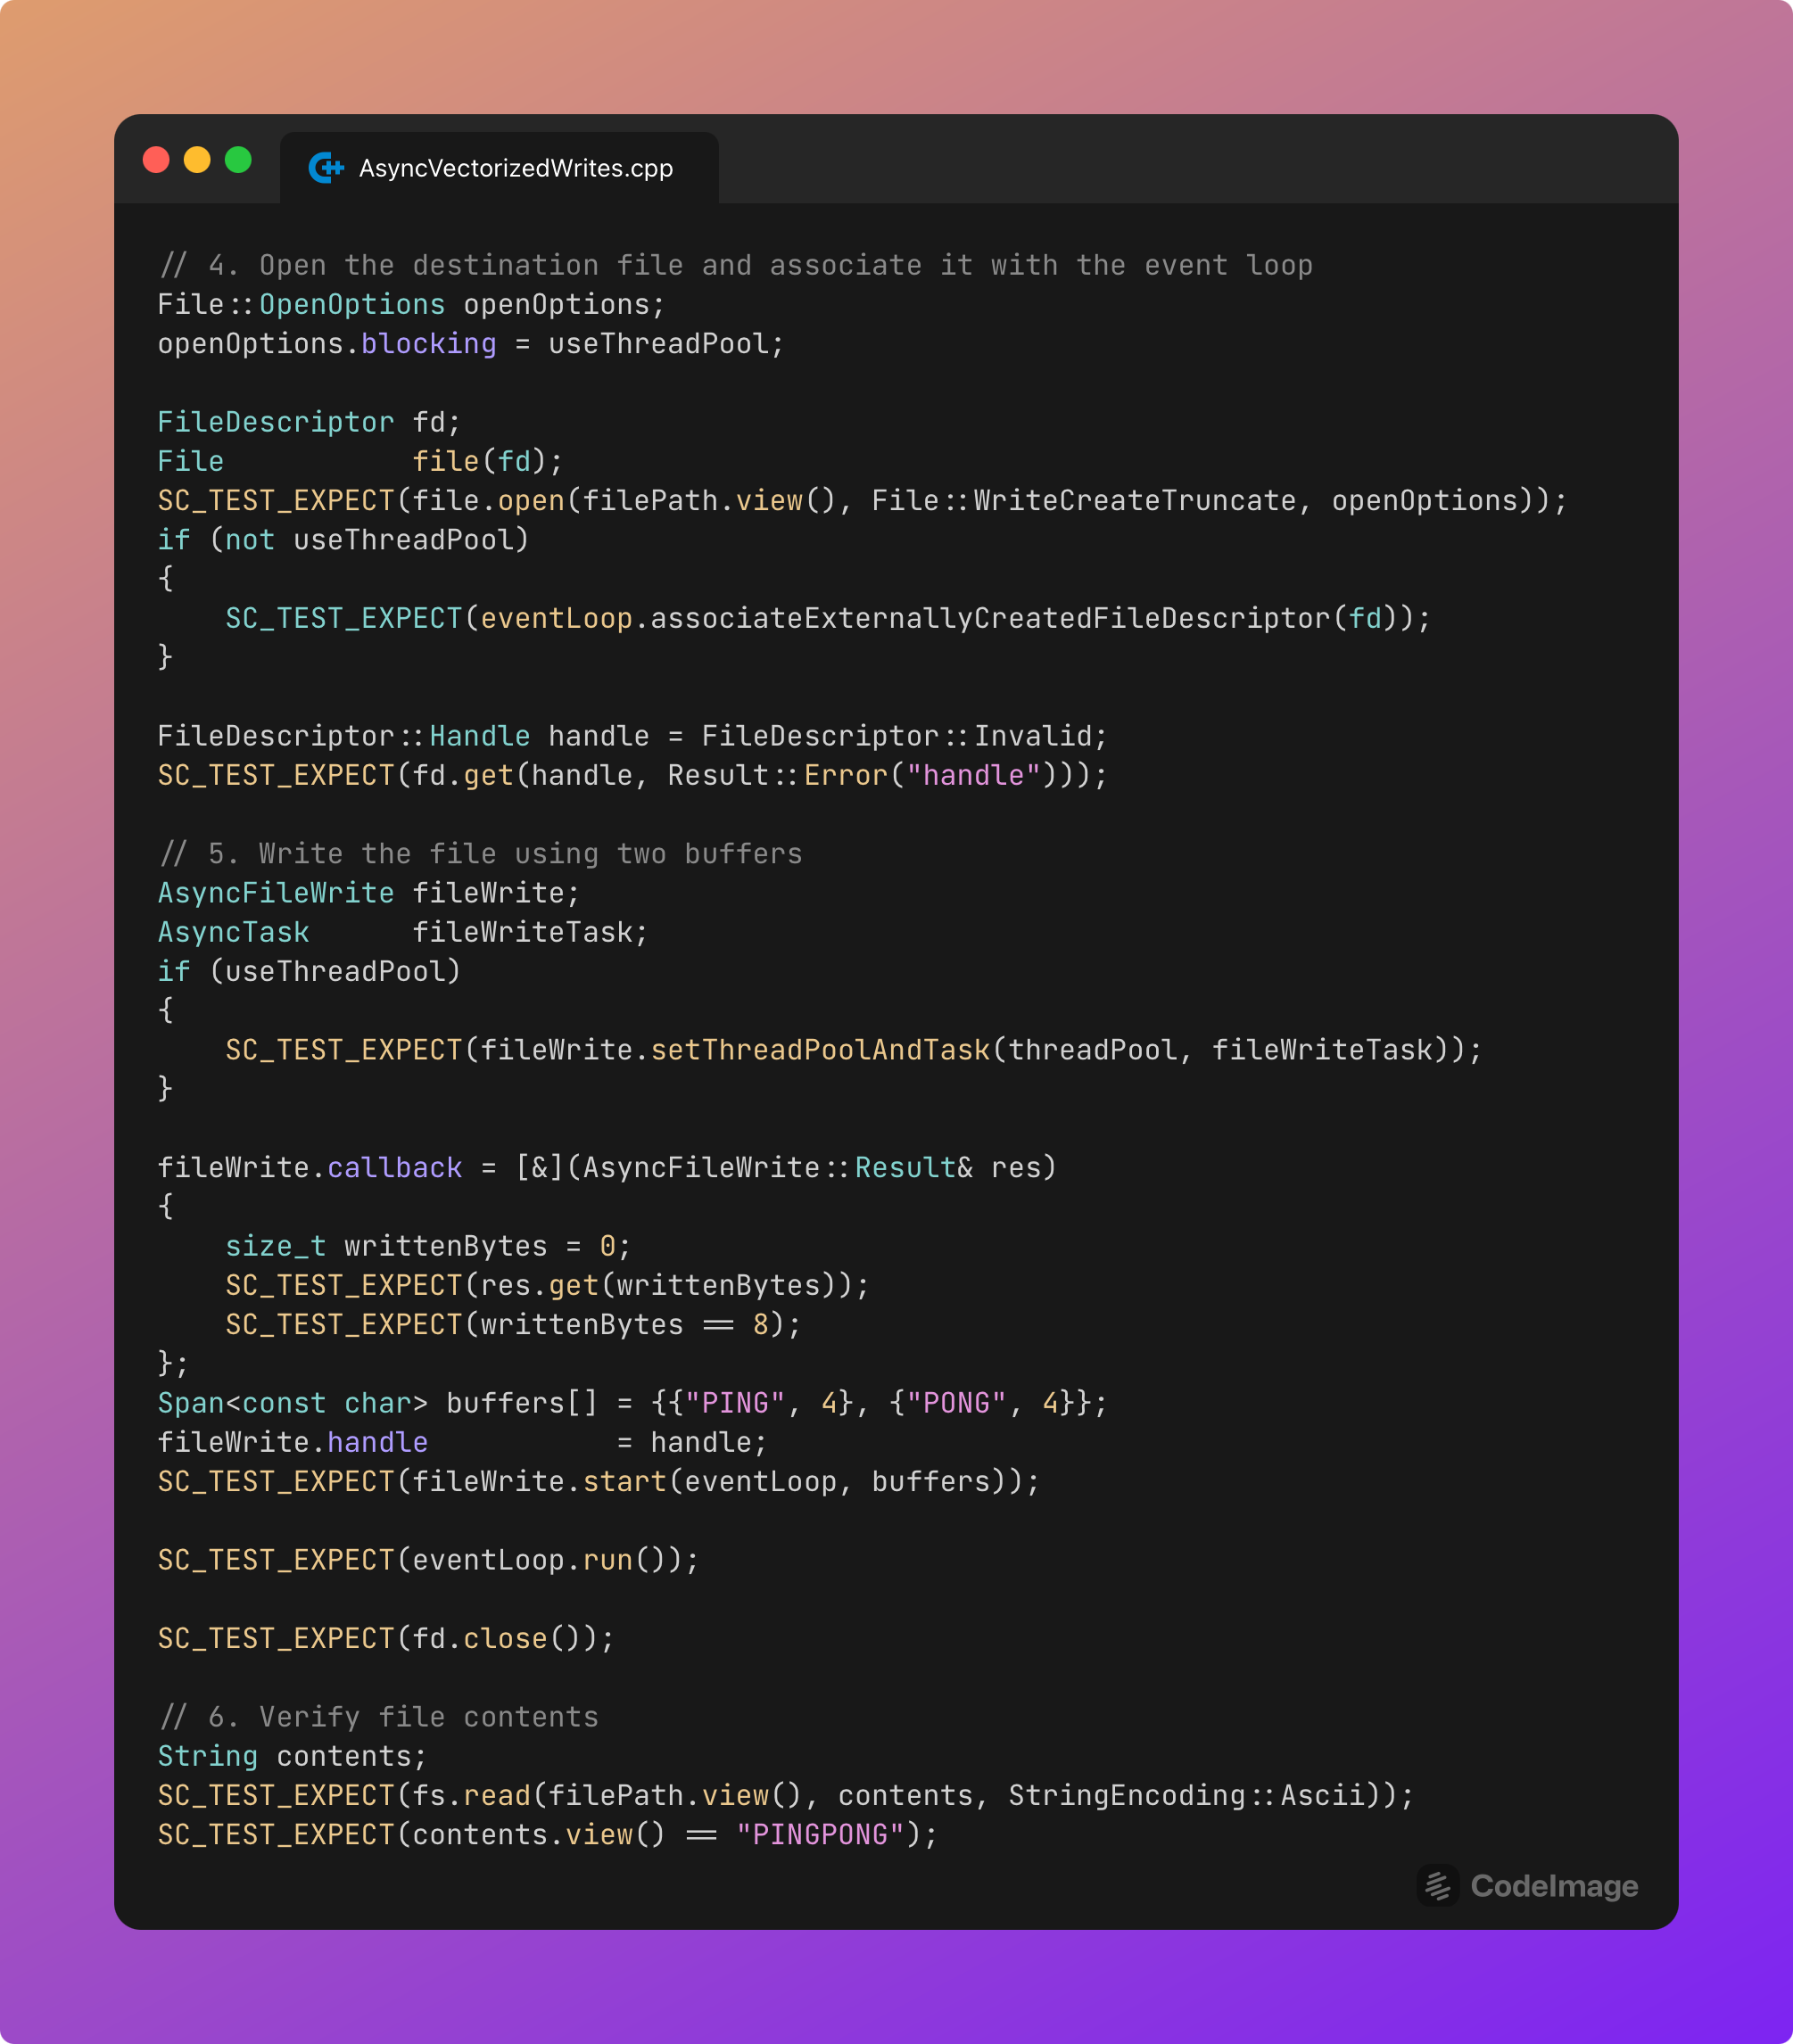 AsyncVectorizedWrites.cpp
// 4. Open the destination file and associate it with the event loop
File::OpenOptions openOptions;
openOptions.blocking = useThreadPool;

FileDescriptor fd;
File           file(fd);
SC_TEST_EXPECT(file.open(filePath.view(), File::WriteCreateTruncate, openOptions));
if (not useThreadPool)
{
    SC_TEST_EXPECT(eventLoop.associateExternallyCreatedFileDescriptor(fd));
}

FileDescriptor::Handle handle = FileDescriptor::Invalid;
SC_TEST_EXPECT(fd.get(handle, Result::Error("handle")));

// 5. Write the file using two buffers
AsyncFileWrite fileWrite;
AsyncTask      fileWriteTask;
if (useThreadPool)
{
    SC_TEST_EXPECT(fileWrite.setThreadPoolAndTask(threadPool, fileWriteTask));
}

fileWrite.callback = [&](AsyncFileWrite::Result& res)
{
    size_t writtenBytes = 0;
    SC_TEST_EXPECT(res.get(writtenBytes));
    SC_TEST_EXPECT(writtenBytes == 8);
};
Span<const char> buffers[] = {{"PING", 4}, {"PONG", 4}};
fileWrite.handle           = handle;
SC_TEST_EXPECT(fileWrite.start(eventLoop, buffers));

SC_TEST_EXPECT(eventLoop.run());

SC_TEST_EXPECT(fd.close());

// 6. Verify file contents
String contents;
SC_TEST_EXPECT(fs.read(filePath.view(), contents, StringEncoding::Ascii));
SC_TEST_EXPECT(contents.view() == "PINGPONG");
CodeImage